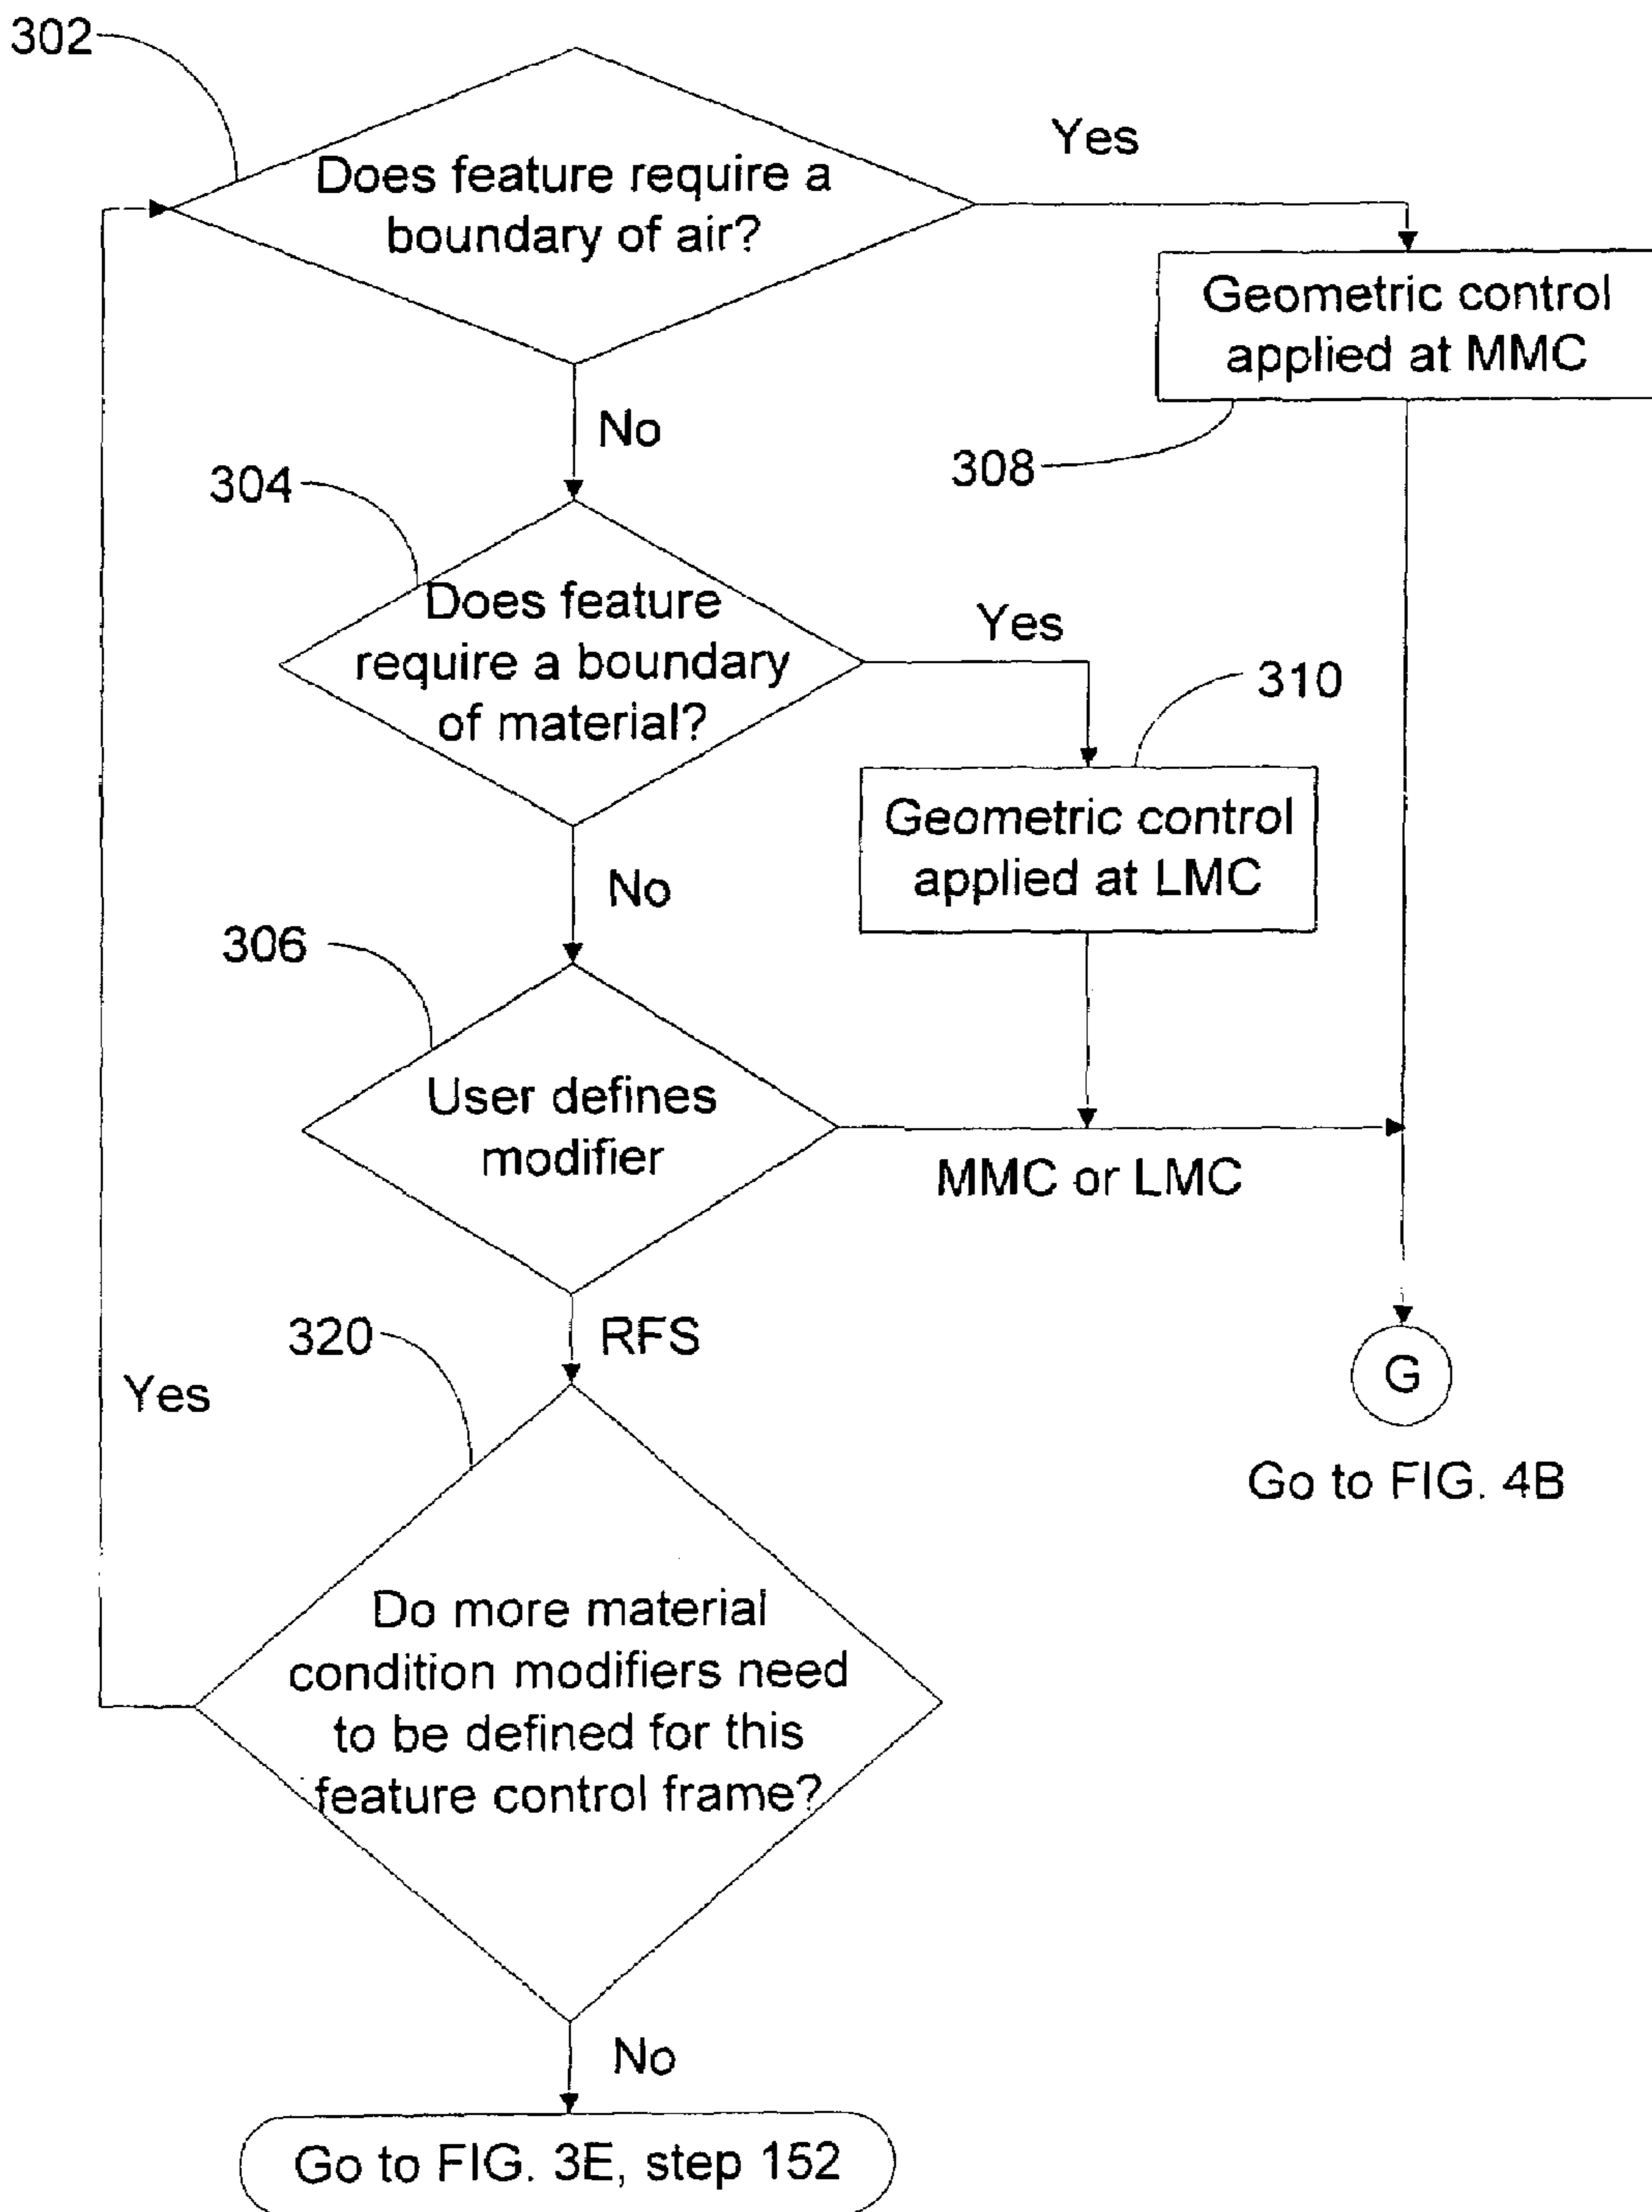 302
Does feature require a
boundary of air?
Yes
Geometric control
applied at MMC
308
No
304
Does feature
require a boundary
of material?
Yes
310
Geometric control
applied at LMC
No
306
User defines
modifier
MMC or LMC
RFS
320
Yes
G
Go to FIG. 4B
Do more material
condition modifiers need
to be defined for this
feature control frame?
No
Go to FIG. 3E, step 152